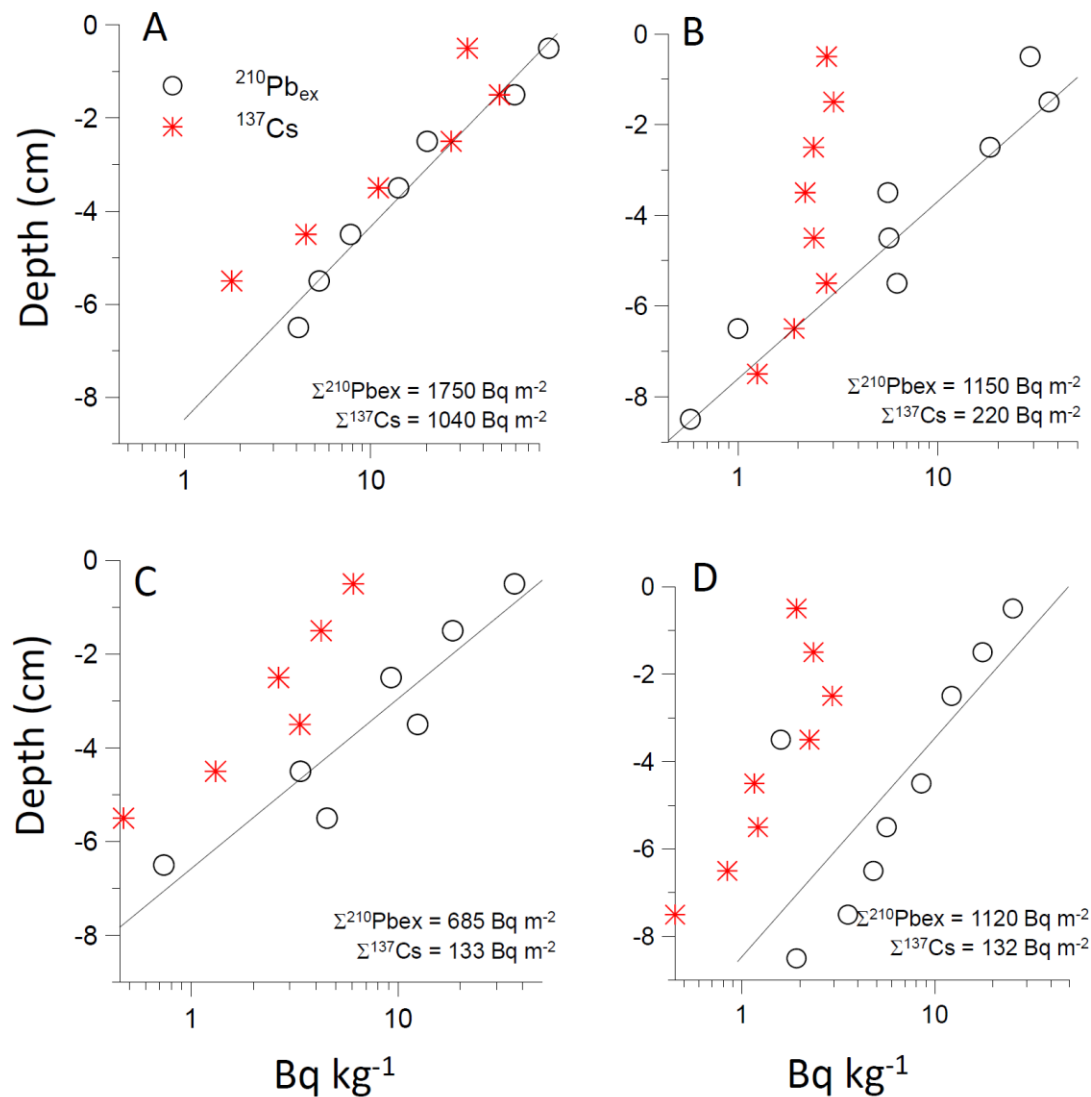 A
0
-2
-4
-6
-8
Depth (cm)
²¹⁰Pbₑₓ
¹³⁷Cs
Σ²¹⁰Pbex = 1750 Bq m⁻²
Σ¹³⁷Cs = 1040 Bq m⁻²
1 10
B
0
-2
-4
-6
-8
Σ²¹⁰Pbex = 1150 Bq m⁻²
Σ¹³⁷Cs = 220 Bq m⁻²
1 10
C
0
-2
-4
-6
-8
Depth (cm)
Σ²¹⁰Pbex = 685 Bq m⁻²
Σ¹³⁷Cs = 133 Bq m⁻²
1 10
Bq kg⁻¹
D
0
-2
-4
-6
-8
Σ²¹⁰Pbex = 1120 Bq m⁻²
Σ¹³⁷Cs = 132 Bq m⁻²
1 10
Bq kg⁻¹